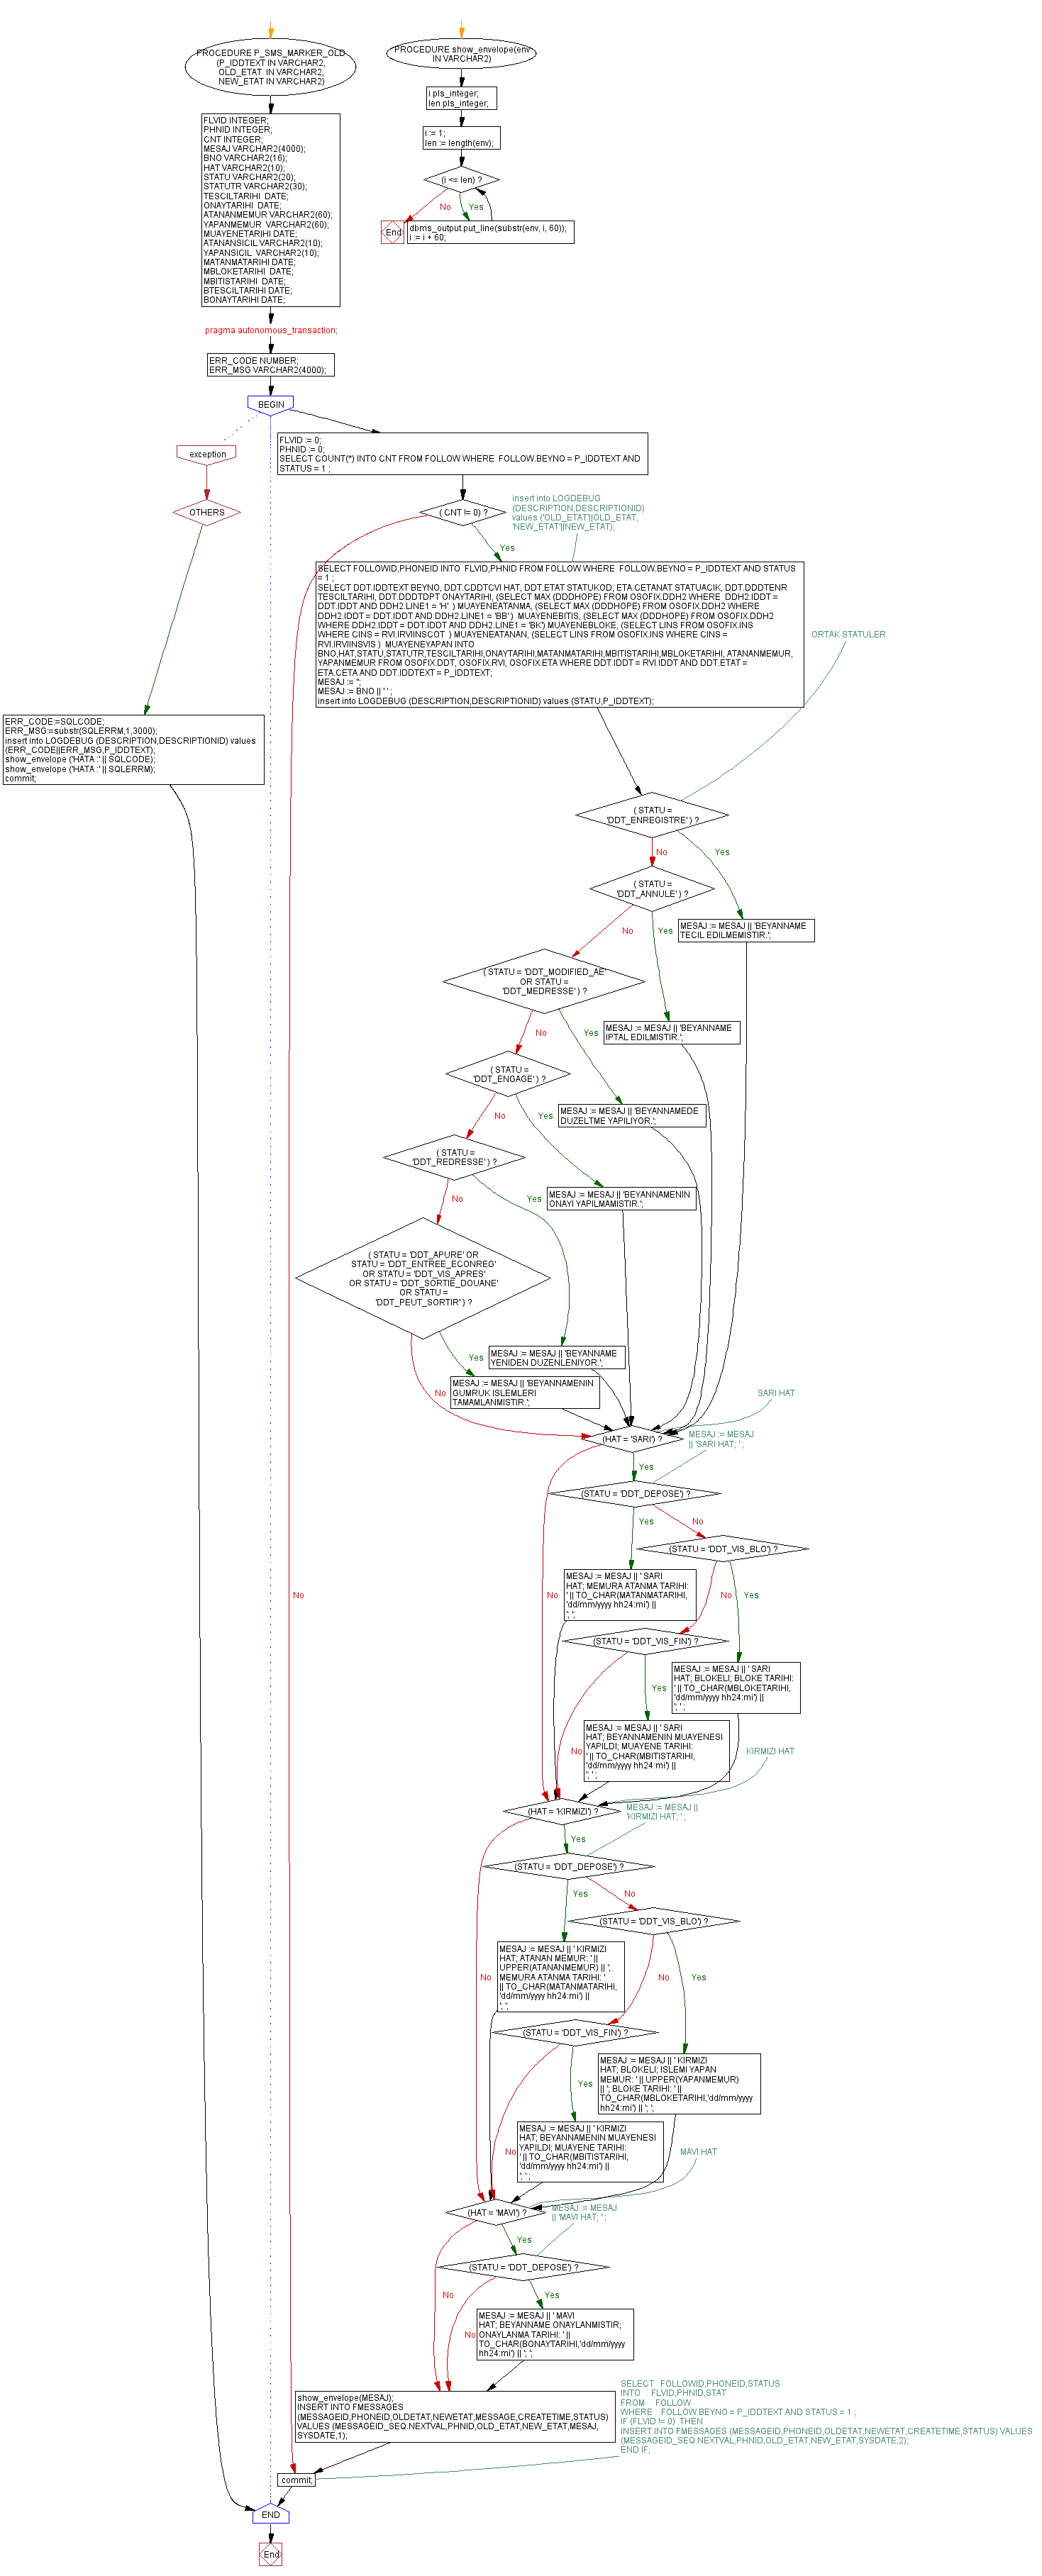 PROCEDURE P_SMS_MARKER_OLD
(P_IDDTEXT IN VARCHAR2,
OLD_ETAT  IN VARCHAR2,
NEW_ETAT IN VARCHAR2)
PROCEDURE show_envelope(env
IN VARCHAR2)
i pls_integer;
len pls_integer;
i := 1;
len := length(env);
(i <= len) ?
No
Yes
End
dbms_output.put_line(substr(env, i, 60));
i := i + 60;
FLVID INTEGER;
PHNID INTEGER;
CNT INTEGER;
MESAJ VARCHAR2(4000);
BNO VARCHAR2(16);
HAT VARCHAR2(10);
STATU VARCHAR2(20);
STATUTR VARCHAR2(30);
TESCILTARIHI  DATE;
ONAYTARIHI  DATE;
ATANANMEMUR VARCHAR2(60);
YAPANMEMUR  VARCHAR2(60);
MUAYENETARIHI DATE;
ATANANSICIL VARCHAR2(10);
YAPANSICIL  VARCHAR2(10);
MATANMATARIHI DATE;
MBLOKETARIHI  DATE;
MBITISTARIHI  DATE;
BTESCILTARIHI DATE;
BONAYTARIHI DATE;
pragma autonomous_transaction;
ERR_CODE NUMBER;
ERR_MSG VARCHAR2(4000);
BEGIN
exception
OTHERS
FLVID := 0;
PHNID := 0;
SELECT COUNT(*) INTO CNT FROM FOLLOW WHERE  FOLLOW.BEYNO = P_IDDTEXT AND
STATUS = 1 ;
( CNT != 0) ?
insert into LOGDEBUG
(DESCRIPTION,DESCRIPTIONID)
values ('OLD_ETAT'||OLD_ETAT,
'NEW_ETAT'||NEW_ETAT);
Yes
SELECT FOLLOWID,PHONEID INTO  FLVID,PHNID FROM FOLLOW WHERE  FOLLOW.BEYNO = P_IDDTEXT AND STATUS
= 1 ;
SELECT DDT.IDDTEXT BEYNO, DDT.CDDTCVI HAT, DDT.ETAT STATUKOD, ETA.CETANAT STATUACIK, DDT.DDDTENR
TESCILTARIHI, DDT.DDDTDPT ONAYTARIHI, (SELECT MAX (DDDHOPE) FROM OSOFIX.DDH2 WHERE  DDH2.IDDT =
DDT.IDDT AND DDH2.LINE1 = 'H'  ) MUAYENEATANMA, (SELECT MAX (DDDHOPE) FROM OSOFIX.DDH2 WHERE
DDH2.IDDT = DDT.IDDT AND DDH2.LINE1 = 'BB' )  MUAYENEBITIS, (SELECT MAX (DDDHOPE) FROM OSOFIX.DDH2
WHERE DDH2.IDDT = DDT.IDDT AND DDH2.LINE1 = 'BK') MUAYENEBLOKE, (SELECT LINS FROM OSOFIX.INS
WHERE CINS = RVI.IRVIINSCOT  ) MUAYENEATANAN, (SELECT LINS FROM OSOFIX.INS WHERE CINS =
RVI.IRVIINSVIS )  MUAYENEYAPAN INTO
BNO,HAT,STATU,STATUTR,TESCILTARIHI,ONAYTARIHI,MATANMATARIHI,MBITISTARIHI,MBLOKETARIHI, ATANANMEMUR,
YAPANMEMUR FROM OSOFIX.DDT, OSOFIX.RVI, OSOFIX.ETA WHERE DDT.IDDT = RVI.IDDT AND DDT.ETAT =
ETA.CETA AND DDT.IDDTEXT = P_IDDTEXT;
MESAJ := '';
MESAJ := BNO || ' ' ;
insert into LOGDEBUG (DESCRIPTION,DESCRIPTIONID) values (STATU,P_IDDTEXT);
ORTAK STATULER
ERR_CODE:=SQLCODE;
ERR_MSG:=substr(SQLERRM,1,3000);
insert into LOGDEBUG (DESCRIPTION,DESCRIPTIONID) values
(ERR_CODE||ERR_MSG,P_IDDTEXT);
show_envelope ('HATA :' || SQLCODE);
show_envelope ('HATA :' || SQLERRM);
commit;
( STATU =
'DDT_ENREGISTRE' ) ?
No
Yes
( STATU =
'DDT_ANNULE' ) ?
No
Yes
MESAJ := MESAJ || 'BEYANNAME
TECIL EDILMEMISTIR.';
( STATU = 'DDT_MODIFIED_AE'
OR STATU =
'DDT_MEDRESSE' ) ?
No
Yes
MESAJ := MESAJ || 'BEYANNAME
IPTAL EDILMISTIR.';
( STATU =
'DDT_ENGAGE' ) ?
No
Yes
MESAJ := MESAJ || 'BEYANNAMEDE
DUZELTME YAPILIYOR.';
( STATU =
'DDT_REDRESSE' ) ?
No
Yes
MESAJ := MESAJ || 'BEYANNAMENIN
ONAYI YAPILMAMISTIR.';
( STATU = 'DDT_APURE' OR
STATU = 'DDT_ENTREE_ECONREG'
OR STATU = 'DDT_VIS_APRES'
OR STATU = 'DDT_SORTIE_DOUANE'
OR STATU =
'DDT_PEUT_SORTIR' ) ?
Yes
MESAJ := MESAJ || 'BEYANNAME
YENIDEN DUZENLENIYOR.';
No
MESAJ := MESAJ || 'BEYANNAMENIN
GUMRUK ISLEMLERI
TAMAMLANMISTIR.';
SARI HAT
(HAT = 'SARI') ?
MESAJ := MESAJ
|| 'SARI HAT; ' ;
Yes
(STATU = 'DDT_DEPOSE') ?
Yes
No
(STATU = 'DDT_VIS_BLO') ?
No
MESAJ := MESAJ || ' SARI
HAT; MEMURA ATANMA TARIHI:
' || TO_CHAR(MATANMATARIHI,
'dd/mm/yyyy hh24:mi') ||
'; ';
No
No
Yes
(STATU = 'DDT_VIS_FIN') ?
Yes
MESAJ := MESAJ || ' SARI
HAT; BLOKELI; BLOKE TARIHI:
' || TO_CHAR(MBLOKETARIHI,
'dd/mm/yyyy hh24:mi') ||
'; ' ;
No
MESAJ := MESAJ || ' SARI
HAT; BEYANNAMENIN MUAYENESI
YAPILDI; MUAYENE TARIHI:
' || TO_CHAR(MBITISTARIHI,
'dd/mm/yyyy hh24:mi') ||
'; ' ;
KIRMIZI HAT
(HAT = 'KIRMIZI') ?
MESAJ := MESAJ ||
'KIRMIZI HAT; ' ;
Yes
(STATU = 'DDT_DEPOSE') ?
Yes
No
(STATU = 'DDT_VIS_BLO') ?
No
MESAJ := MESAJ || ' KIRMIZI
HAT; ATANAN MEMUR: ' ||
UPPER(ATANANMEMUR) || ';
MEMURA ATANMA TARIHI: '
|| TO_CHAR(MATANMATARIHI,
'dd/mm/yyyy hh24:mi') ||
'; ';
No
Yes
(STATU = 'DDT_VIS_FIN') ?
Yes
MESAJ := MESAJ || ' KIRMIZI
HAT; BLOKELI; ISLEMI YAPAN
MEMUR: ' || UPPER(YAPANMEMUR)
|| '; BLOKE TARIHI: ' ||
TO_CHAR(MBLOKETARIHI,'dd/mm/yyyy
hh24:mi') || '; ';
No
MESAJ := MESAJ || ' KIRMIZI
HAT; BEYANNAMENIN MUAYENESI
YAPILDI; MUAYENE TARIHI:
' || TO_CHAR(MBITISTARIHI,
'dd/mm/yyyy hh24:mi') ||
'; ' ;
MAVI HAT
(HAT = 'MAVI') ?
MESAJ := MESAJ
|| 'MAVI HAT; ' ;
Yes
(STATU = 'DDT_DEPOSE') ?
No
Yes
No
MESAJ := MESAJ || ' MAVI
HAT; BEYANNAME ONAYLANMISTIR;
ONAYLANMA TARIHI: ' ||
TO_CHAR(BONAYTARIHI,'dd/mm/yyyy
hh24:mi') || '; ';
show_envelope(MESAJ);
INSERT INTO FMESSAGES
(MESSAGEID,PHONEID,OLDETAT,NEWETAT,MESSAGE,CREATETIME,STATUS)
VALUES (MESSAGEID_SEQ.NEXTVAL,PHNID,OLD_ETAT,NEW_ETAT,MESAJ,
SYSDATE,1);
SELECT   FOLLOWID,PHONEID,STATUS
INTO     FLVID,PHNID,STAT
FROM     FOLLOW
WHERE    FOLLOW.BEYNO = P_IDDTEXT AND STATUS = 1 ;
IF (FLVID != 0)  THEN
INSERT INTO FMESSAGES (MESSAGEID,PHONEID,OLDETAT,NEWETAT,CREATETIME,STATUS) VALUES
(MESSAGEID_SEQ.NEXTVAL,PHNID,OLD_ETAT,NEW_ETAT,SYSDATE,2);
END IF;
commit;
END
End